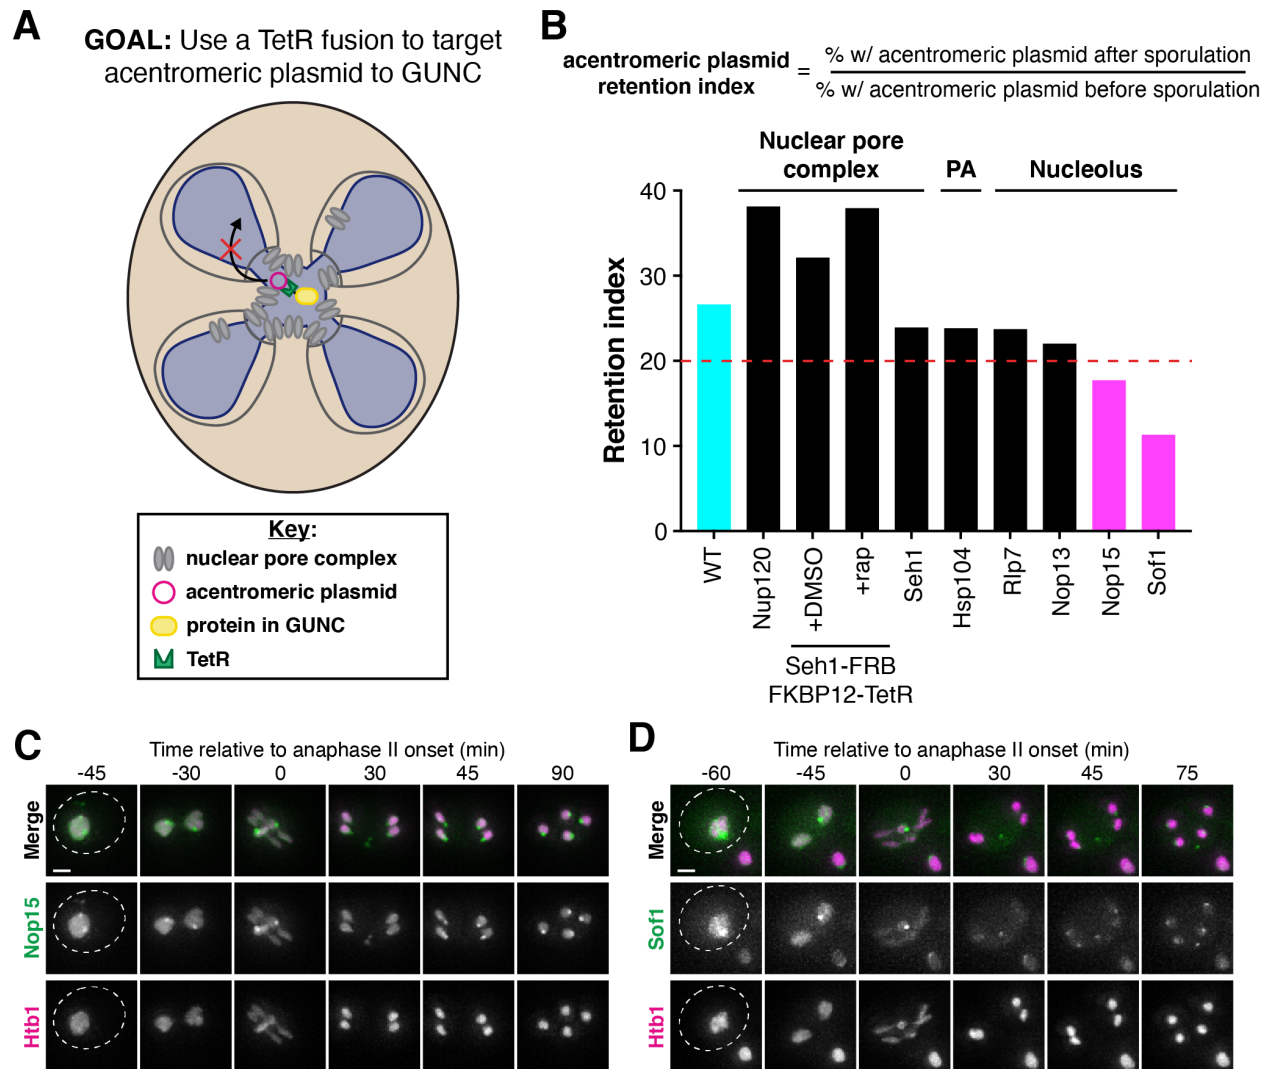 A
GOAL: Use a TetR fusion to target
acentromeric plasmid to GUNC
Key:
nuclear pore complex
acentromeric plasmid
protein in GUNC
TetR
B
acentromeric plasmid
retention index
=
% w/ acentromeric plasmid after sporulation
% w/ acentromeric plasmid before sporulation
Nuclear pore
complex
PA
Nucleolus
Retention index
40
30
20
10
0
WT
Nup120
+DMSO
+rap
Seh1
Hsp104
Rlp7
Nop13
Nop15
Sof1
Seh1-FRB
FKBP12-TetR
C
Time relative to anaphase II onset (min)
-45 -30 0 30 45 90
Merge
Nop15
Htb1
D
Time relative to anaphase II onset (min)
-60 -45 0 30 45 75
Merge
Sof1
Htb1